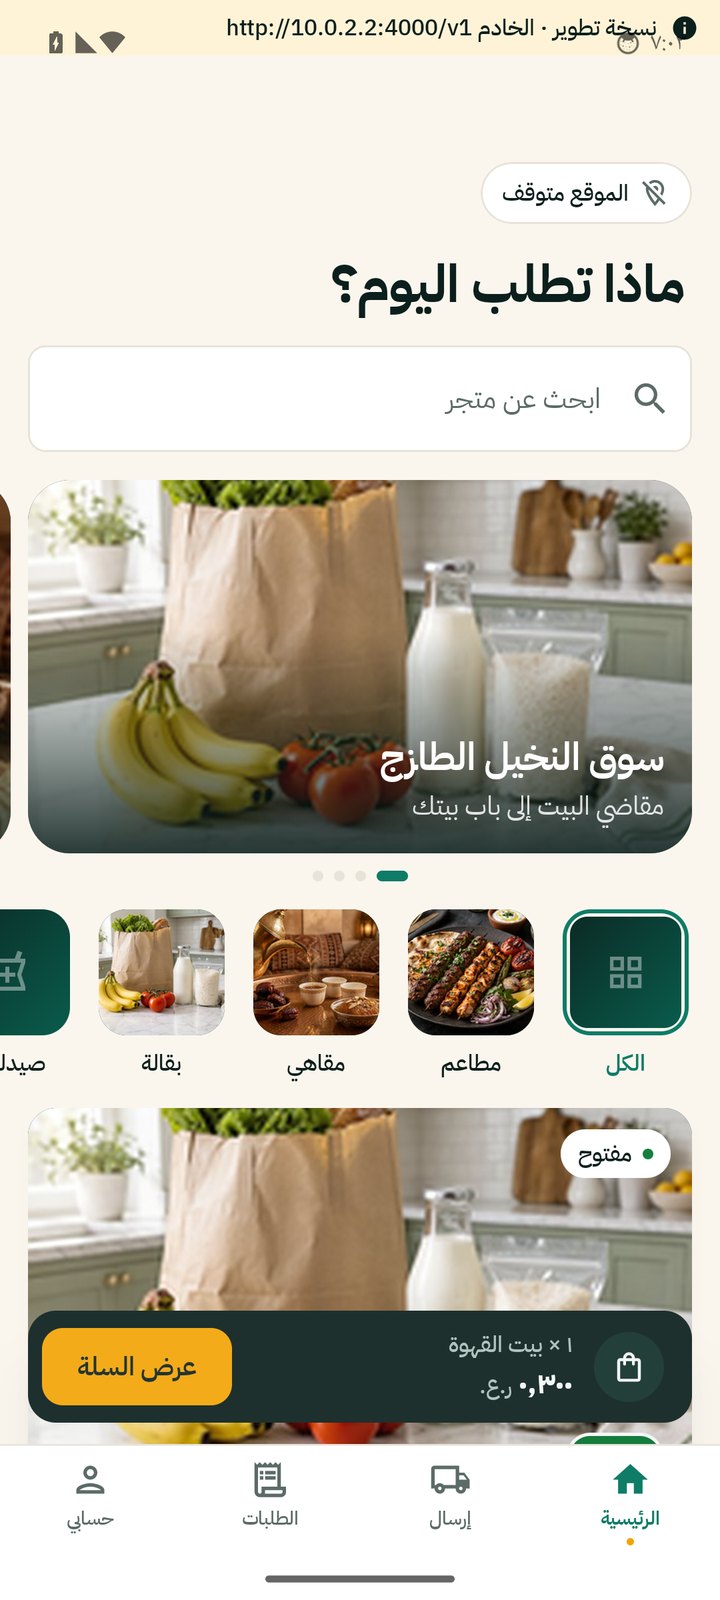 نسخة تطوير · الخادم http://10.0.2.2:4000/v1
الموقع متوقف
ماذا تطلب اليوم؟
ابحث عن متجر
سوق النخيل الطازج
مقاضي البيت إلى باب بيتك
الكل
مطاعم
مقاهي
بقالة
مفتوح
١ × بيت القهوة
٠,٣٠٠ ر.ع.
عرض السلة
الرئيسية
إرسال
الطلبات
حسابي